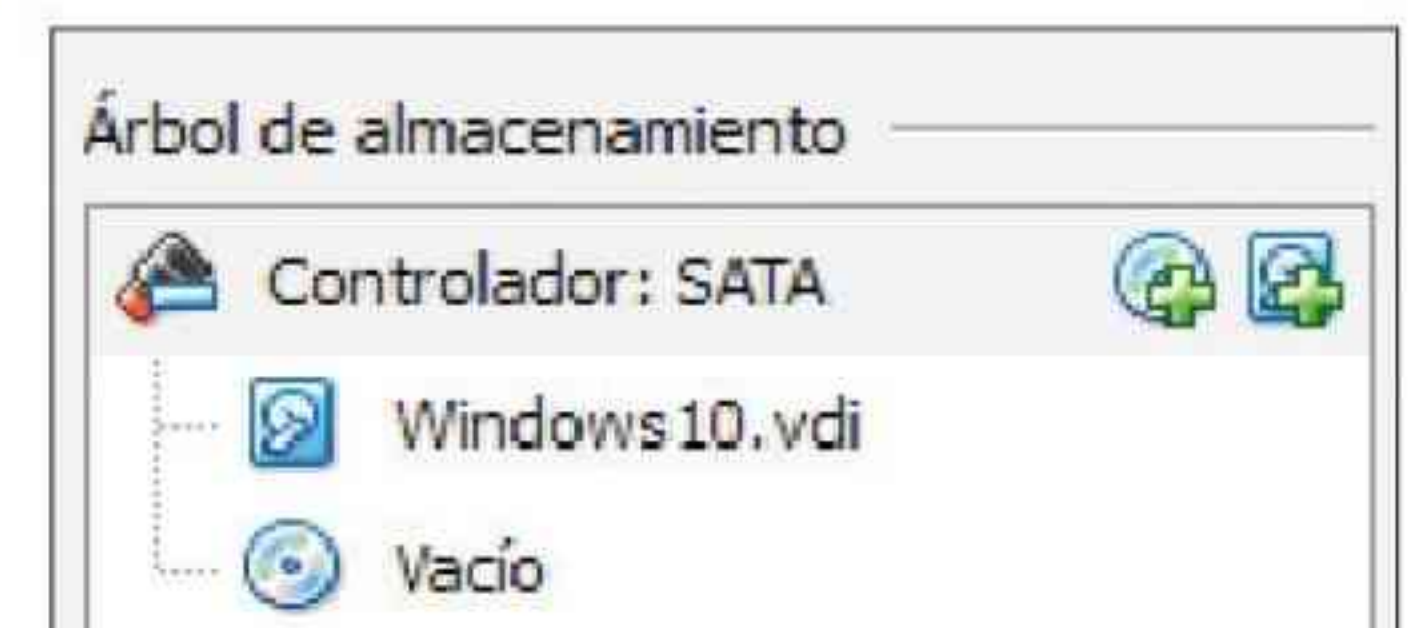 Árbol de almacenamiento
Controlador: SATA
Windows10.vdi
Vacío